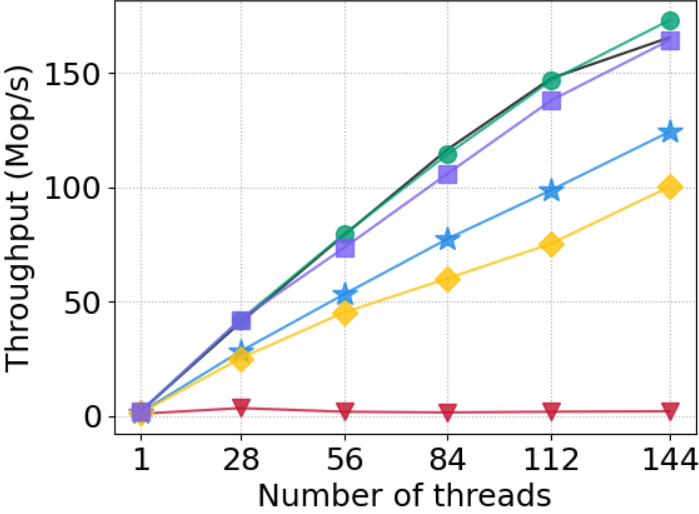 Throughput (Mop/s)
150
100
50
0
1 28 56 84 112 144
Number of threads